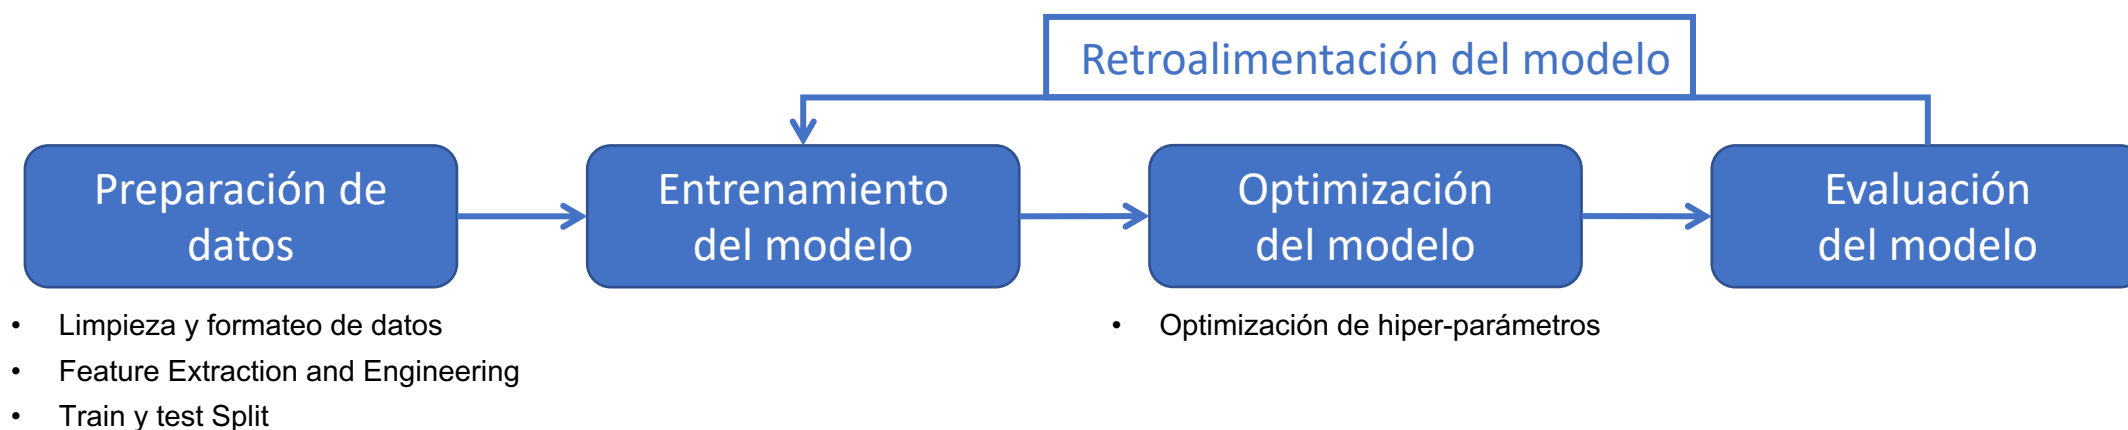 Retroalimentación del modelo
Preparación de
datos
Entrenamiento
del modelo
Optimización
del modelo
Evaluación
del modelo
• Limpieza y formateo de datos
• Feature Extraction and Engineering
• Train y test Split
• Optimización de hiper-parámetros